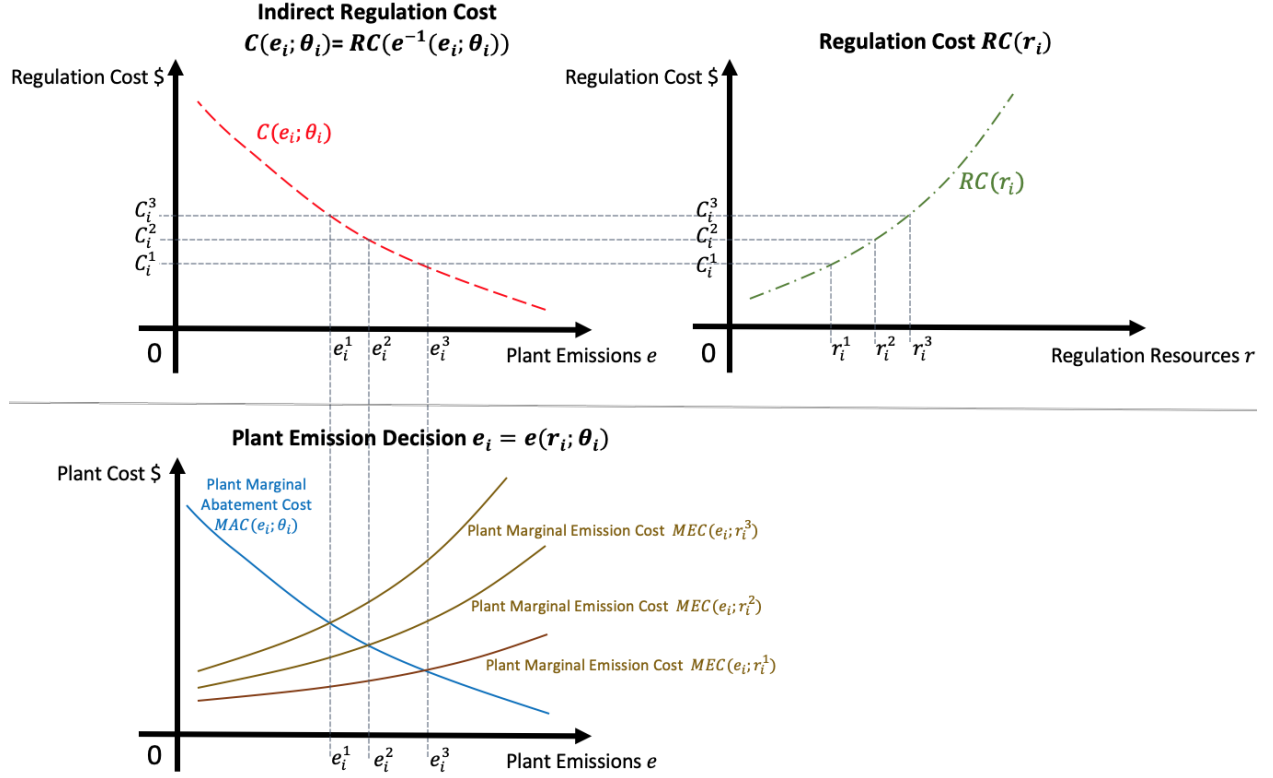 Indirect Regulation Cost
C(eᵢ; θᵢ)= RC(e⁻¹(eᵢ; θᵢ))
Regulation Cost $
C(eᵢ; θᵢ)
Cᵢ³
Cᵢ²
Cᵢ¹
0
eᵢ¹
eᵢ²
eᵢ³
Plant Emissions e
Regulation Cost RC(rᵢ)
Regulation Cost $
RC(rᵢ)
Cᵢ³
Cᵢ²
Cᵢ¹
0
rᵢ¹
rᵢ²
rᵢ³
Regulation Resources r
Plant Emission Decision eᵢ = e(rᵢ; θᵢ)
Plant Cost $
Plant Marginal
Abatement Cost
MAC(eᵢ; θᵢ)
Plant Marginal Emission Cost MEC(eᵢ; rᵢ³)
Plant Marginal Emission Cost MEC(eᵢ; rᵢ²)
Plant Marginal Emission Cost MEC(eᵢ; rᵢ¹)
0
eᵢ¹
eᵢ²
eᵢ³
Plant Emissions e